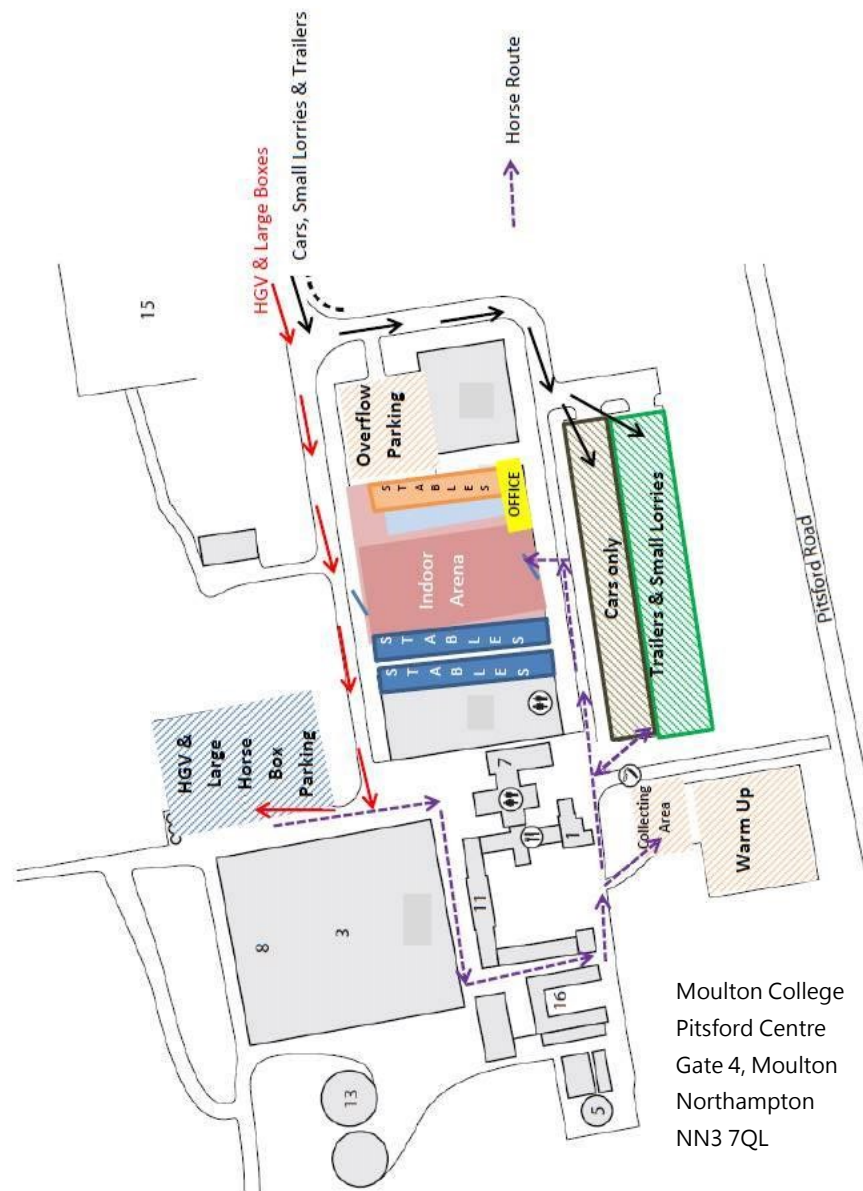 HGV & Large Boxes
Cars, Small Lorries & Trailers
Horse Route
15
Overflow
Parking
STABLES
OFFICE
Indoor
Arena
STABLES
STABLES
Cars only
Trailers & Small Lorries
Pitsford Road
HGV &
Large
Horse
Box
Parking
7
1
Collecting
Area
Warm Up
8
3
11
16
13
5
Moulton College
Pitsford Centre
Gate 4, Moulton
Northampton
NN3 7QL